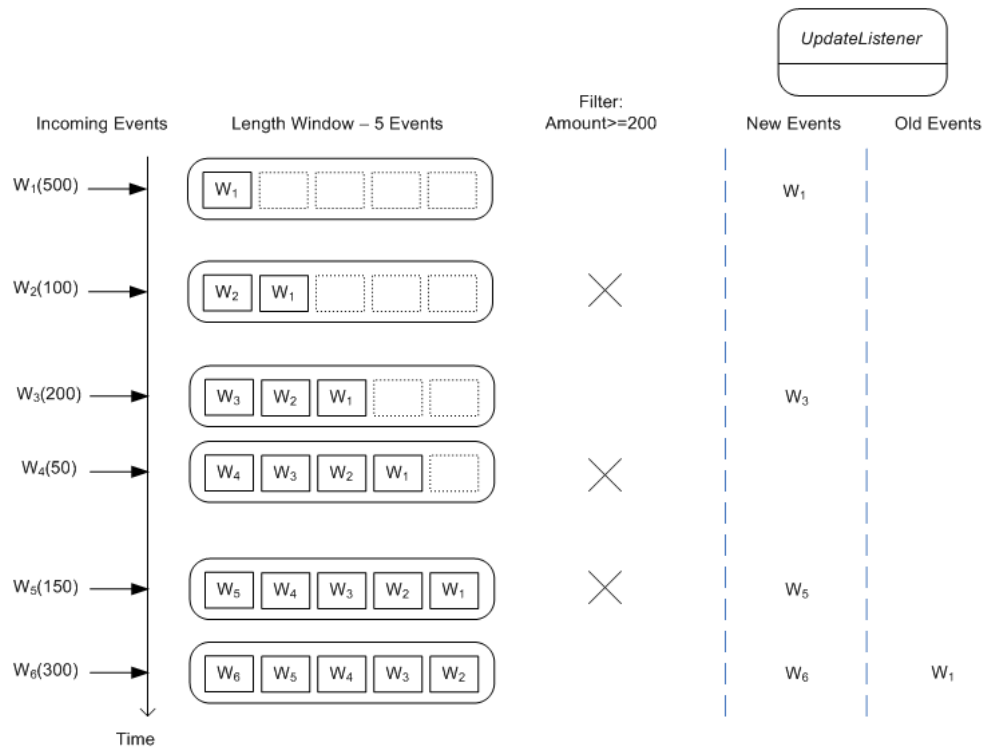 UpdateListener
Filter:
Incoming Events Length Window – 5 Events Amount>=200 New Events Old Events
W₁(500) W₁ W₁
W₂(100) W₂ W₁
W₃(200) W₃ W₂ W₁ W₃
W₄(50) W₄ W₃ W₂ W₁
W₅(150) W₅ W₄ W₃ W₂ W₁ W₅
W₆(300) W₆ W₅ W₄ W₃ W₂ W₆ W₁
Time